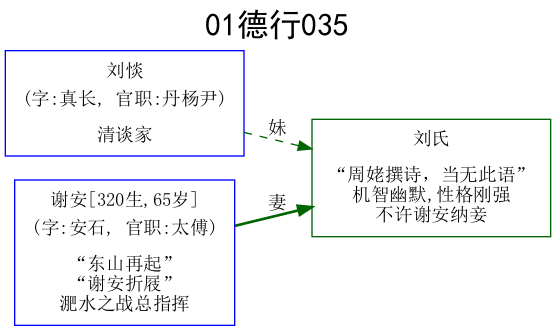 01德行035
刘惔
(字:真长, 官职:丹杨尹)
清谈家
妹
刘氏
“周姥撰诗，当无此语”
机智幽默,性格刚强
不许谢安纳妾
谢安[320生,65岁]
(字:安石, 官职:太傅)
“东山再起”
“谢安折屐”
淝水之战总指挥
妻